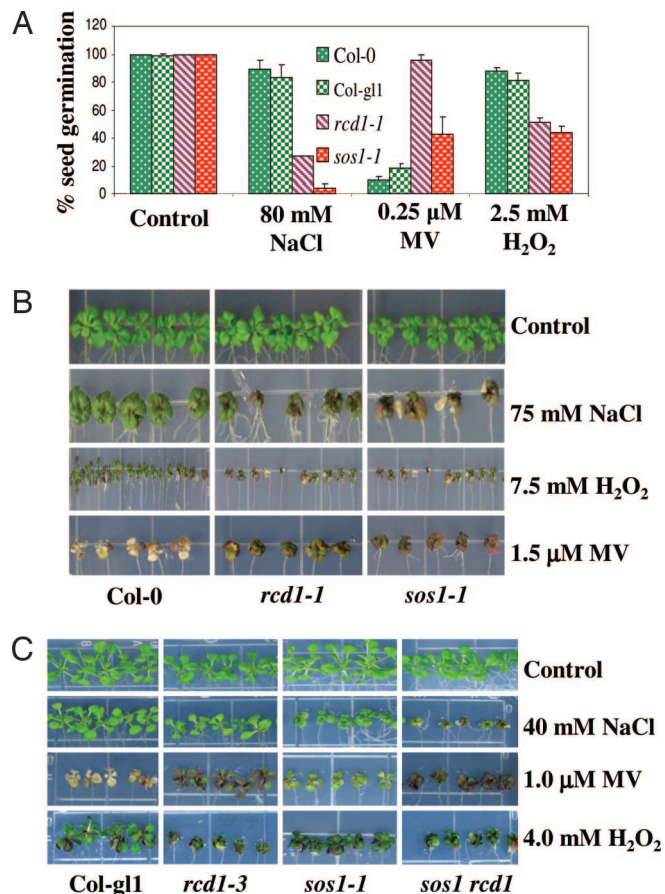 A
% seed germination
120
100
80
60
40
20
0
Col-0
Col-gl1
rcd1-1
sos1-1
Control
80 mM NaCl
0.25 µM MV
2.5 mM H₂O₂
B
Control
75 mM NaCl
7.5 mM H₂O₂
1.5 µM MV
Col-0 rcd1-1 sos1-1
C
Control
40 mM NaCl
1.0 µM MV
4.0 mM H₂O₂
Col-gl1 rcd1-3 sos1-1 sos1 rcd1